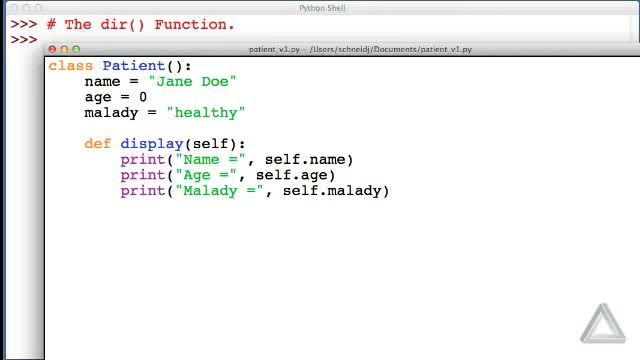 Python Shell
>>> # The dir() Function.
>>>
patient_v1.py - /Users/schneidj/Documents/patient_v1.py
class Patient():
    name = "Jane Doe"
    age = 0
    malady = "healthy"
    def display(self):
        print("Name =", self.name)
        print("Age =", self.age)
        print("Malady =", self.malady)